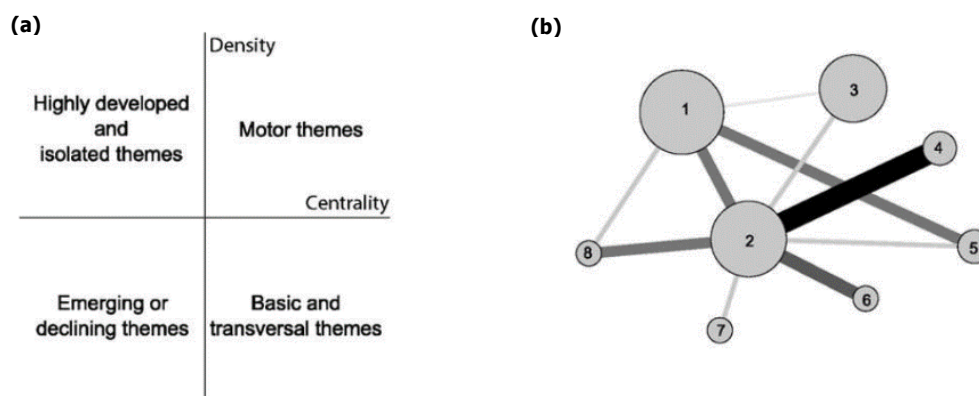 (a)
Density
Highly developed
and
isolated themes
Motor themes
Centrality
Emerging or
declining themes
Basic and
transversal themes
(b)
1
3
4
2
5
8
6
7